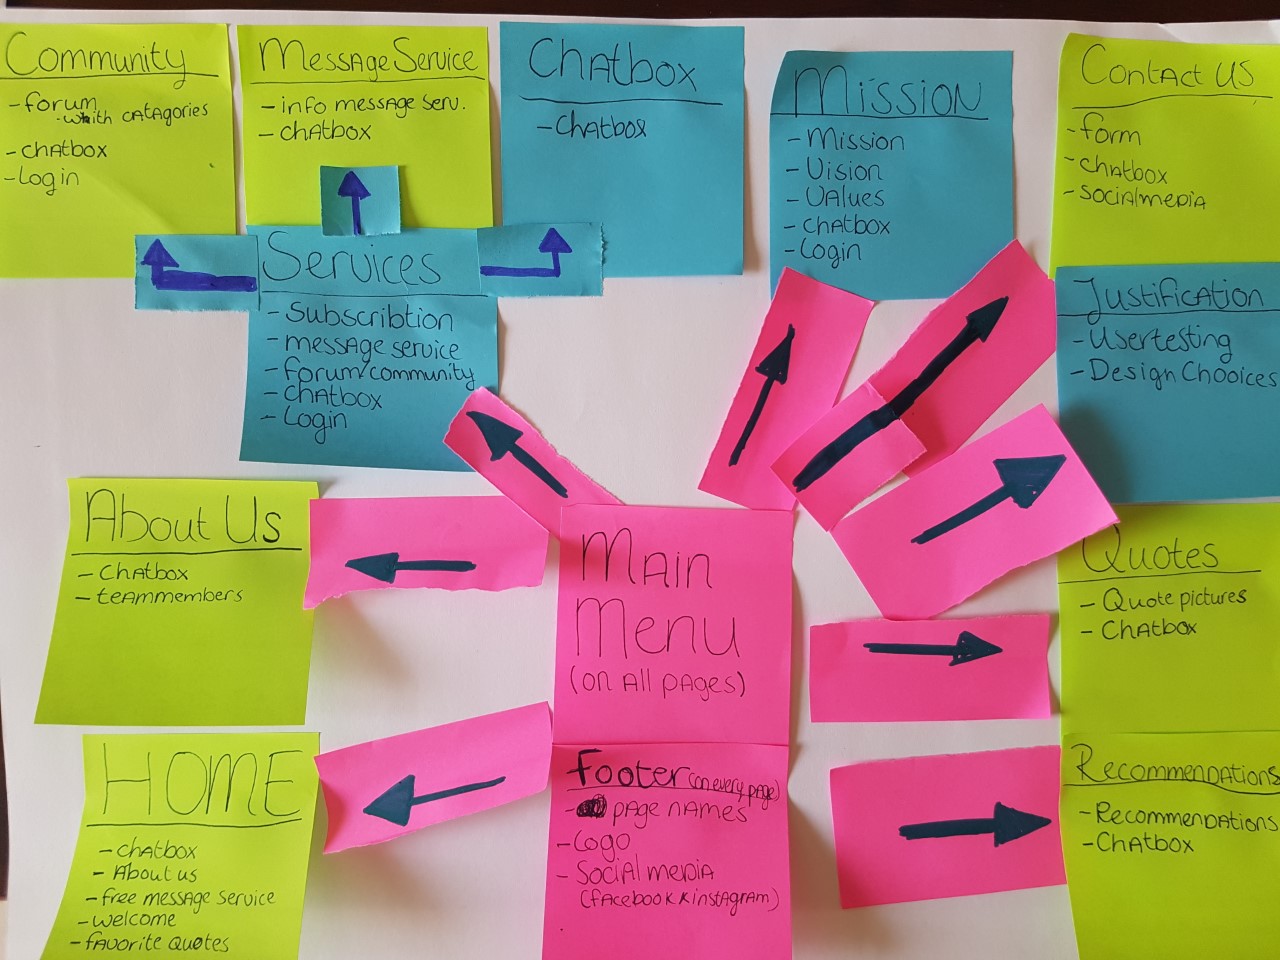 Community
- forum
- with catagories
- chatbox
- Login
Message Service
- info message serv.
- chatbox
Chatbox
- Chatbox
Mission
- Mission
- Vision
- Values
- chatbox
- Login
Contact us
- form
- chatbox
- socialmedia
Services
- Subscribtion
- message service
- forum/community
- chatbox
- Login
Justification
- Usertesting
- Design Chooices
About Us
- Chatbox
- teammembers
Main
Menu
(on all pages)
Quotes
- Quote pictures
- Chatbox
HOME
- chatbox
- About us
- free message service
- welcome
- favorite quotes
Footer (on every page)
- page names
- Logo
- Social media
(facebook & instagram)
Recommendations
- Recommendations
- Chatbox